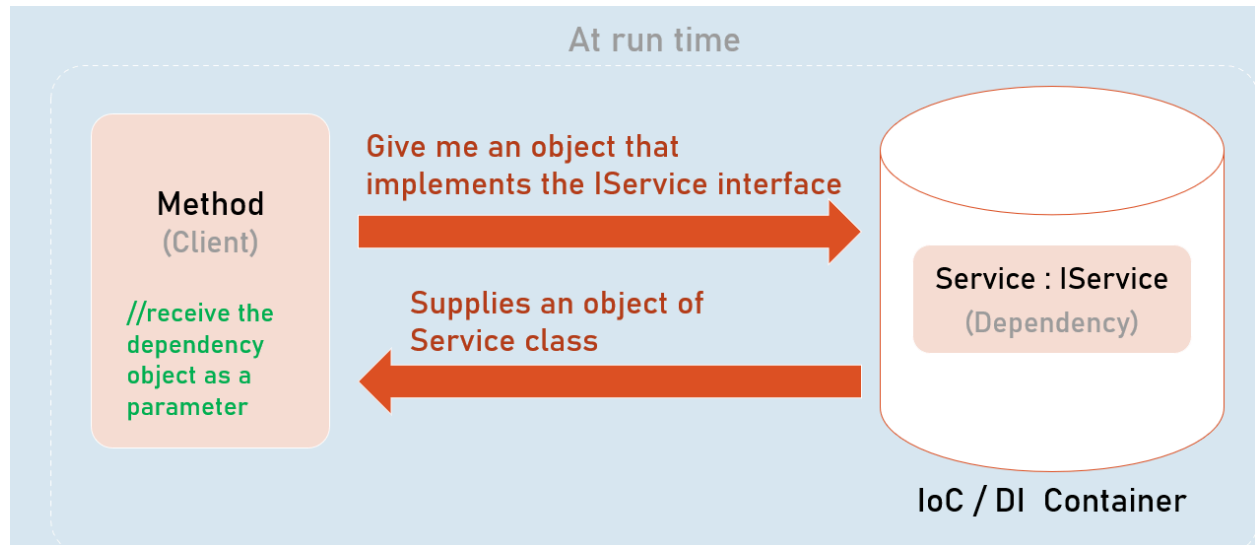 At run time
Give me an object that
implements the IService interface
Method
(Client)
//receive the
dependency
object as a
parameter
Supplies an object of
Service class
Service : IService
(Dependency)
IoC / DI Container